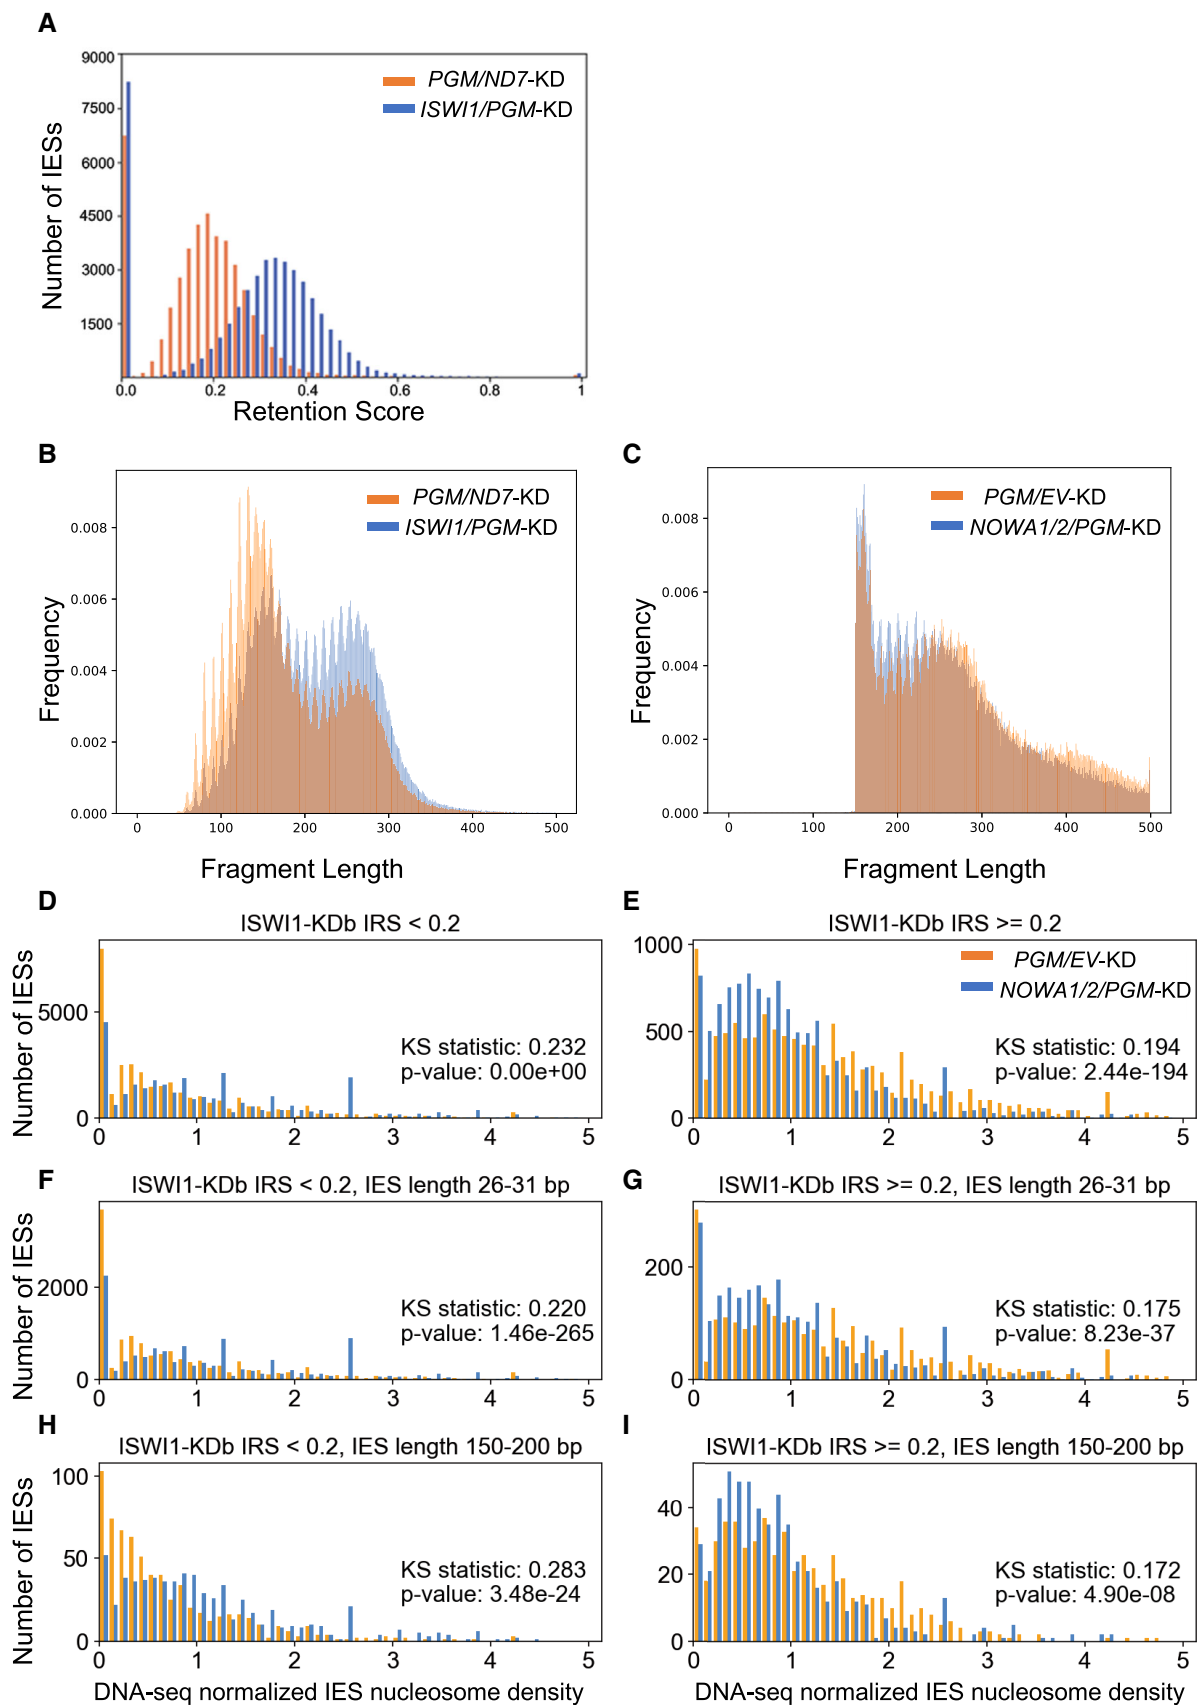 A
9000
7500
6000
4500
3000
1500
Number of IESs
PGM/ND7-KD
ISWI1/PGM-KD
0.0 0.2 0.4 0.6 0.8 1
Retention Score
B
0.008
0.006
0.004
0.002
0.000
Frequency
PGM/ND7-KD
ISWI1/PGM-KD
0 100 200 300 400 500
Fragment Length
C
0.008
0.006
0.004
0.002
0.000
Frequency
PGM/EV-KD
NOWA1/2/PGM-KD
0 100 200 300 400 500
Fragment Length
D
ISWI1-KDb IRS < 0.2
Number of IESs
5000
0
KS statistic: 0.232
p-value: 0.00e+00
0 1 2 3 4 5
E
ISWI1-KDb IRS >= 0.2
1000
500
0
PGM/EV-KD
NOWA1/2/PGM-KD
KS statistic: 0.194
p-value: 2.44e-194
0 1 2 3 4 5
F
ISWI1-KDb IRS < 0.2, IES length 26-31 bp
Number of IESs
2000
0
KS statistic: 0.220
p-value: 1.46e-265
0 1 2 3 4 5
G
ISWI1-KDb IRS >= 0.2, IES length 26-31 bp
200
0
KS statistic: 0.175
p-value: 8.23e-37
0 1 2 3 4 5
H
ISWI1-KDb IRS < 0.2, IES length 150-200 bp
Number of IESs
100
50
0
KS statistic: 0.283
p-value: 3.48e-24
0 1 2 3 4 5
DNA-seq normalized IES nucleosome density
I
ISWI1-KDb IRS >= 0.2, IES length 150-200 bp
40
20
0
KS statistic: 0.172
p-value: 4.90e-08
0 1 2 3 4 5
DNA-seq normalized IES nucleosome density